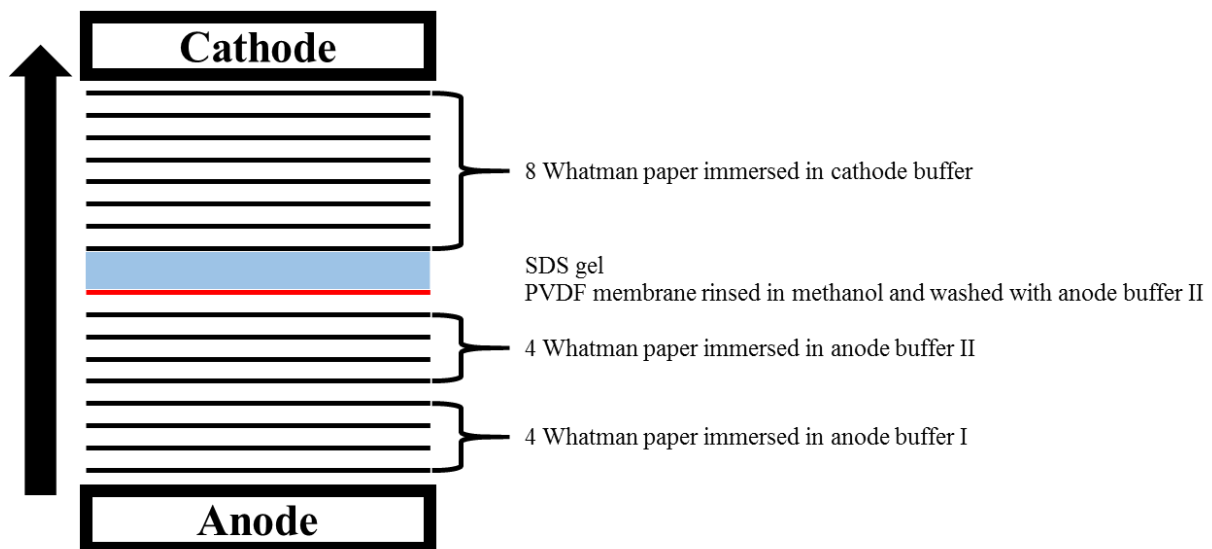 Cathode
8 Whatman paper immersed in cathode buffer
SDS gel
PVDF membrane rinsed in methanol and washed with anode buffer II
4 Whatman paper immersed in anode buffer II
4 Whatman paper immersed in anode buffer I
Anode